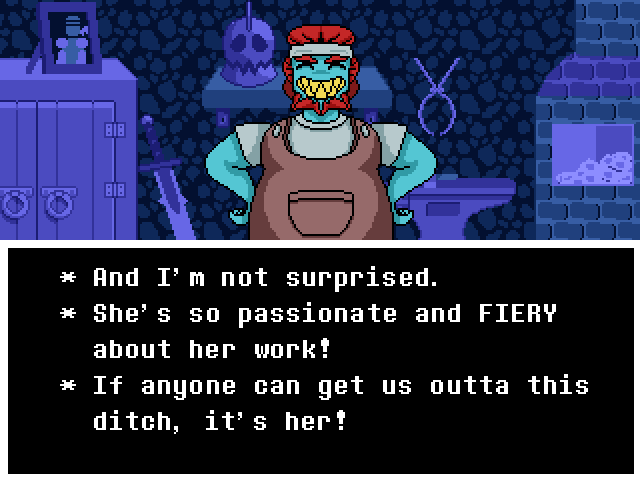 * And I'm not surprised.
* She's so passionate and FIERY
about her work!
* If anyone can get us outta this
ditch, it's her!